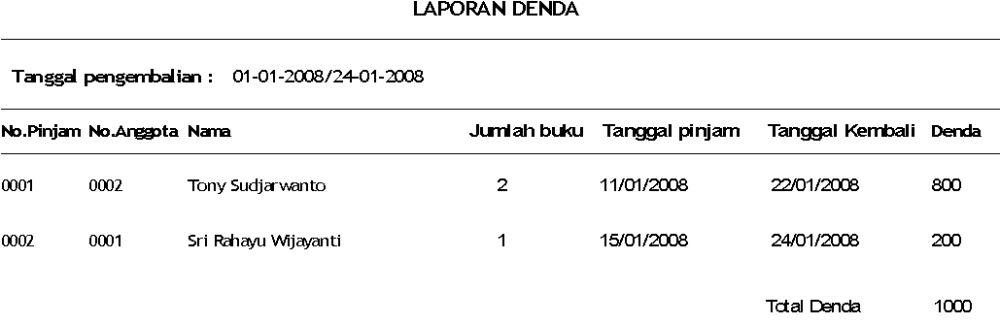 LAPORAN DENDA
Tanggal pengembalian : 01-01-2008/24-01-2008
No.Pinjam No.Anggota Nama Jumlah buku Tanggal pinjam Tanggal Kembali Denda
0001 0002 Tony Sudjarwanto 2 11/01/2008 22/01/2008 800
0002 0001 Sri Rahayu Wijayanti 1 15/01/2008 24/01/2008 200
Total Denda 1000